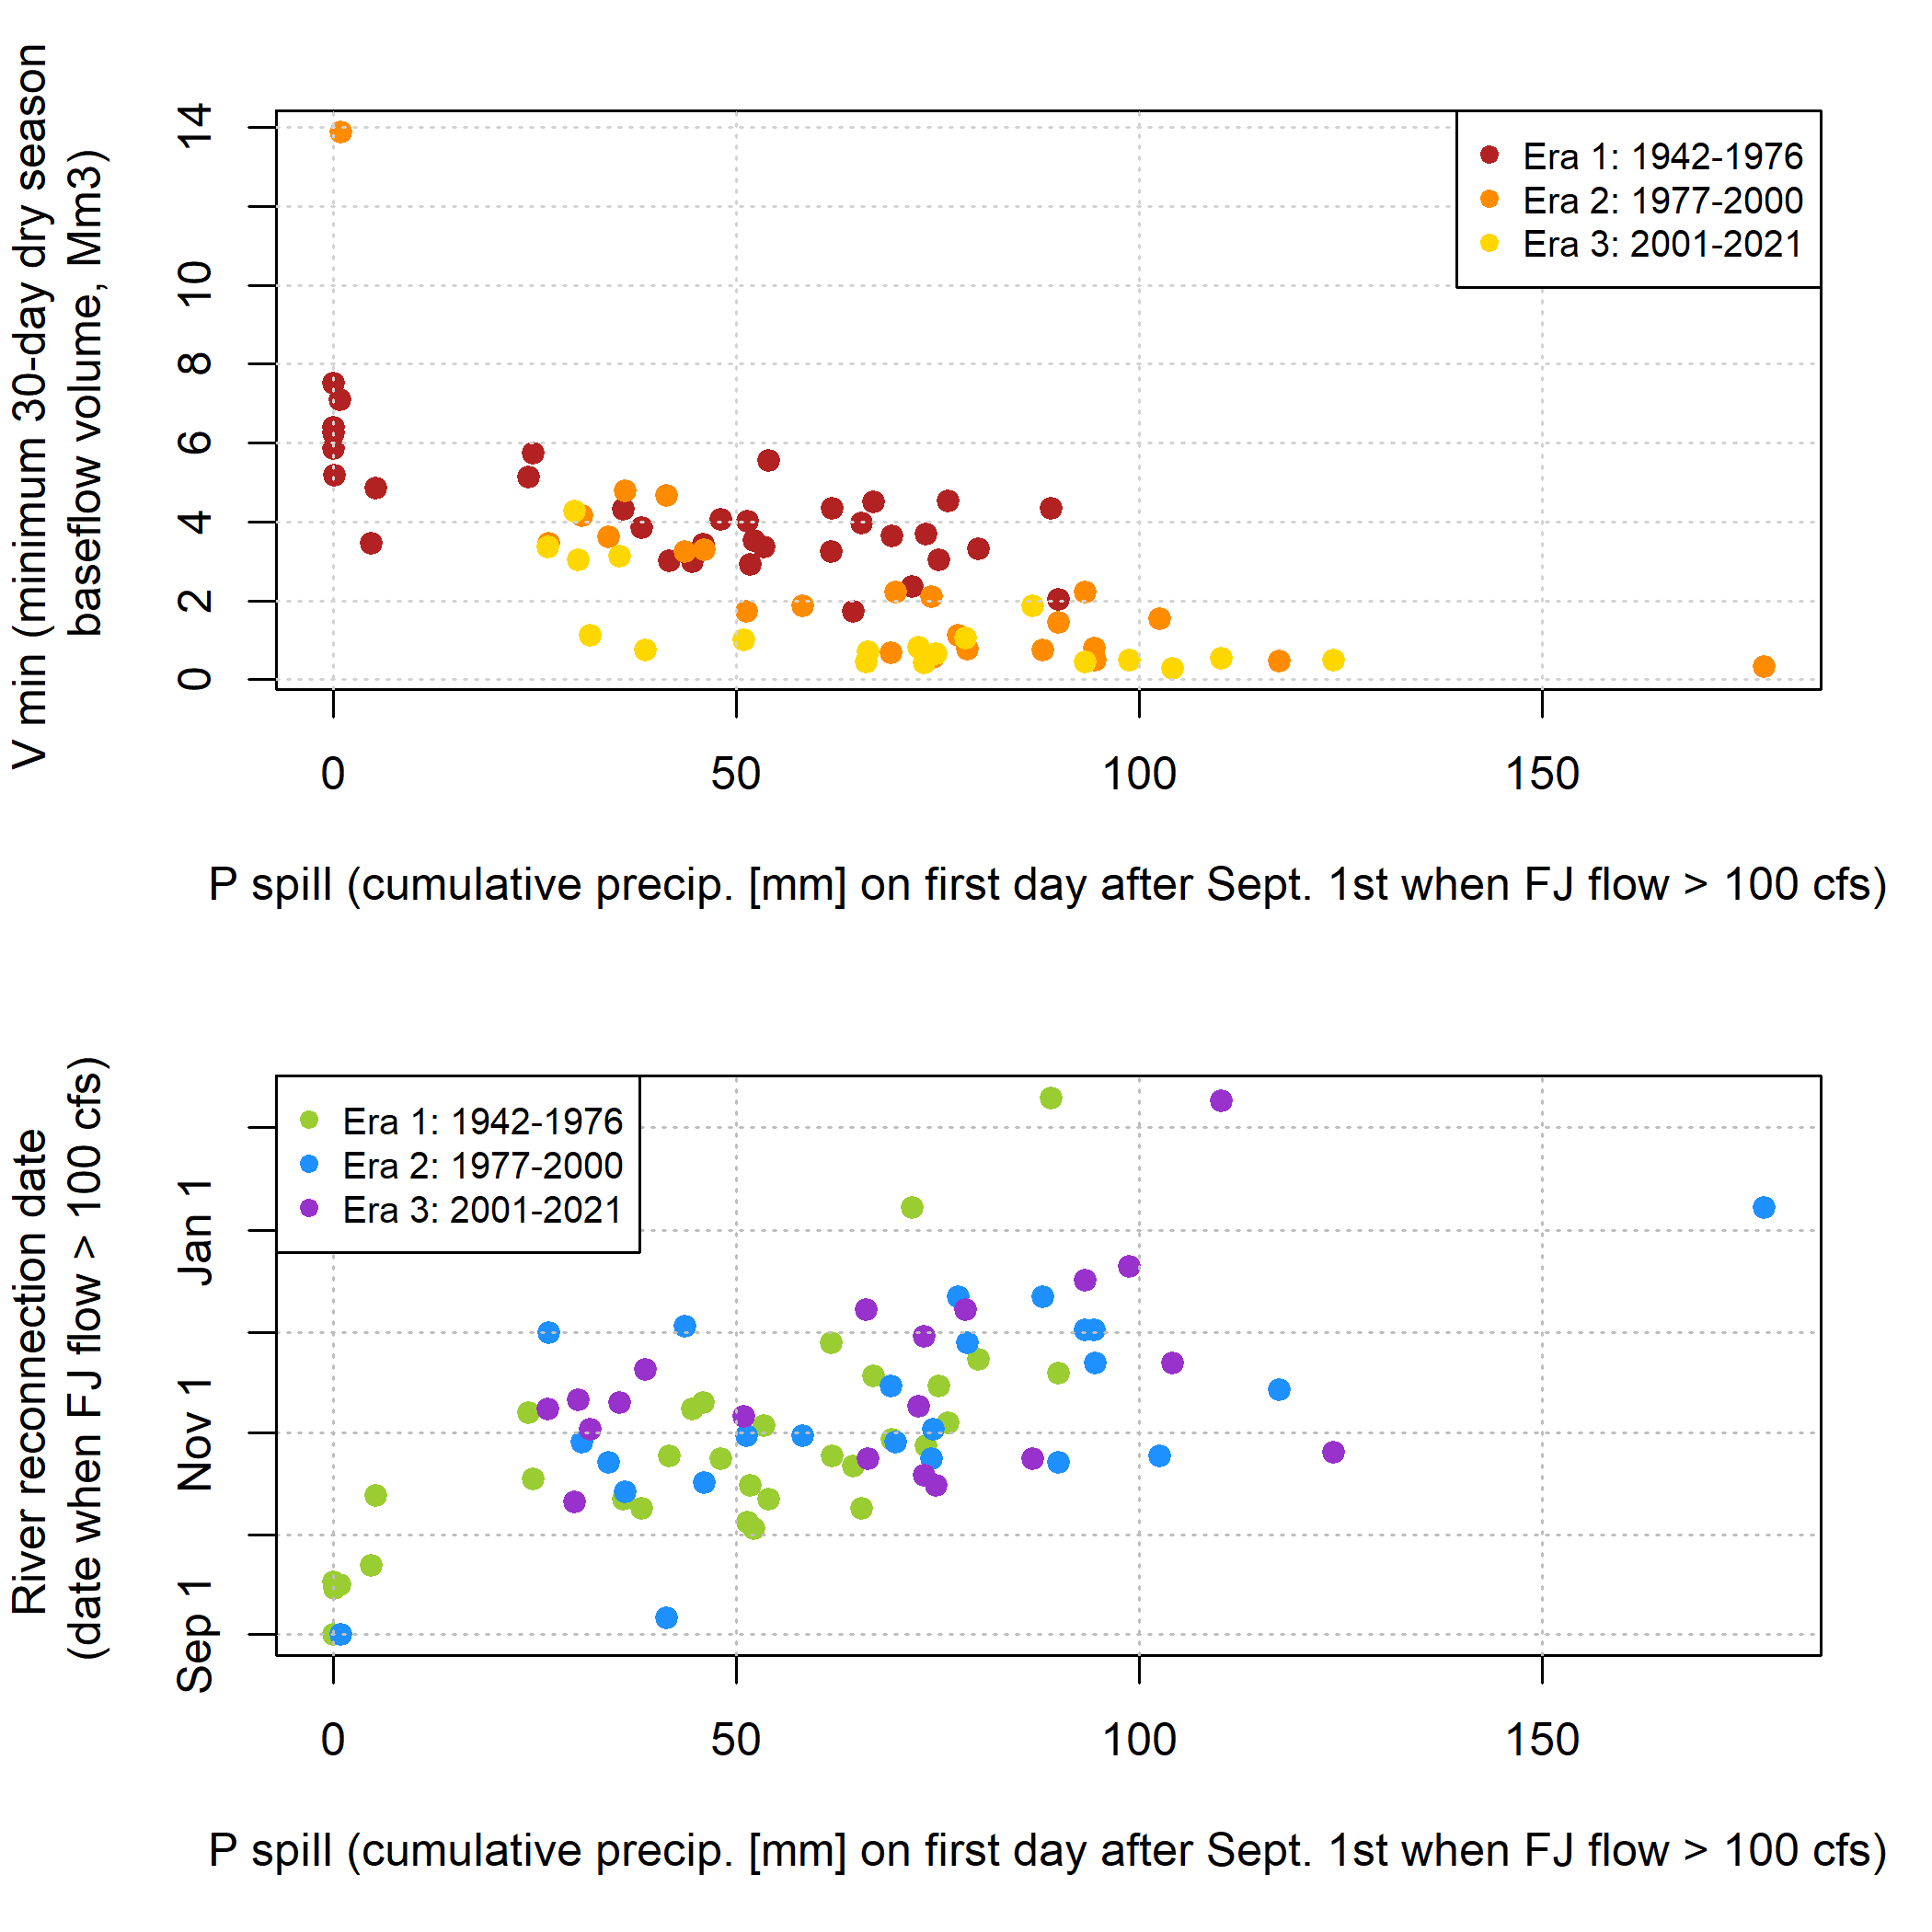 V min (minimum 30-day dry season
baseflow volume, Mm3)
14
10
8
6
4
2
0
Era 1: 1942-1976
Era 2: 1977-2000
Era 3: 2001-2021
0 50 100 150
P spill (cumulative precip. [mm] on first day after Sept. 1st when FJ flow > 100 cfs)
River reconnection date
(date when FJ flow > 100 cfs)
Jan 1
Nov 1
Sep 1
Era 1: 1942-1976
Era 2: 1977-2000
Era 3: 2001-2021
0 50 100 150
P spill (cumulative precip. [mm] on first day after Sept. 1st when FJ flow > 100 cfs)